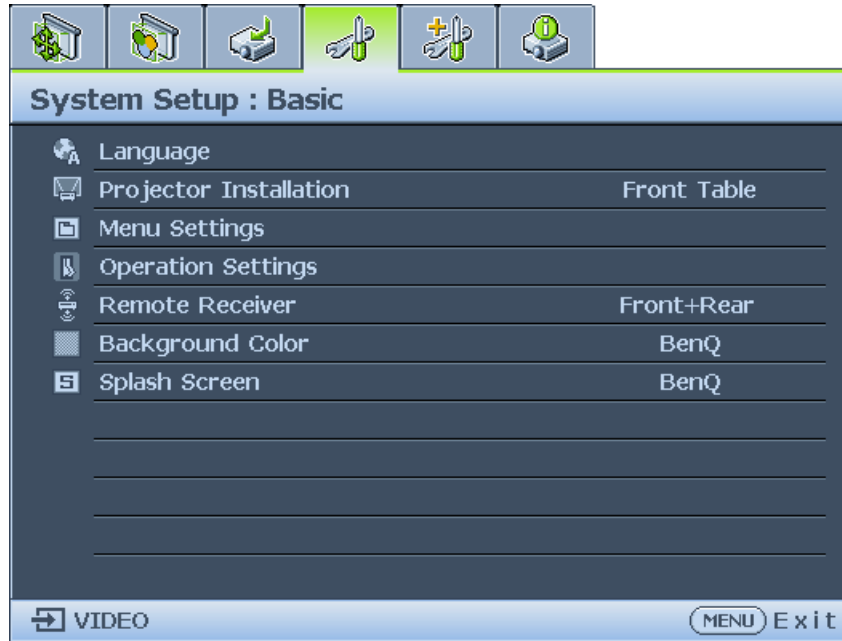 System Setup : Basic
Language
Projector Installation Front Table
Menu Settings
Operation Settings
Remote Receiver Front+Rear
Background Color BenQ
Splash Screen BenQ
VIDEO MENU Exit